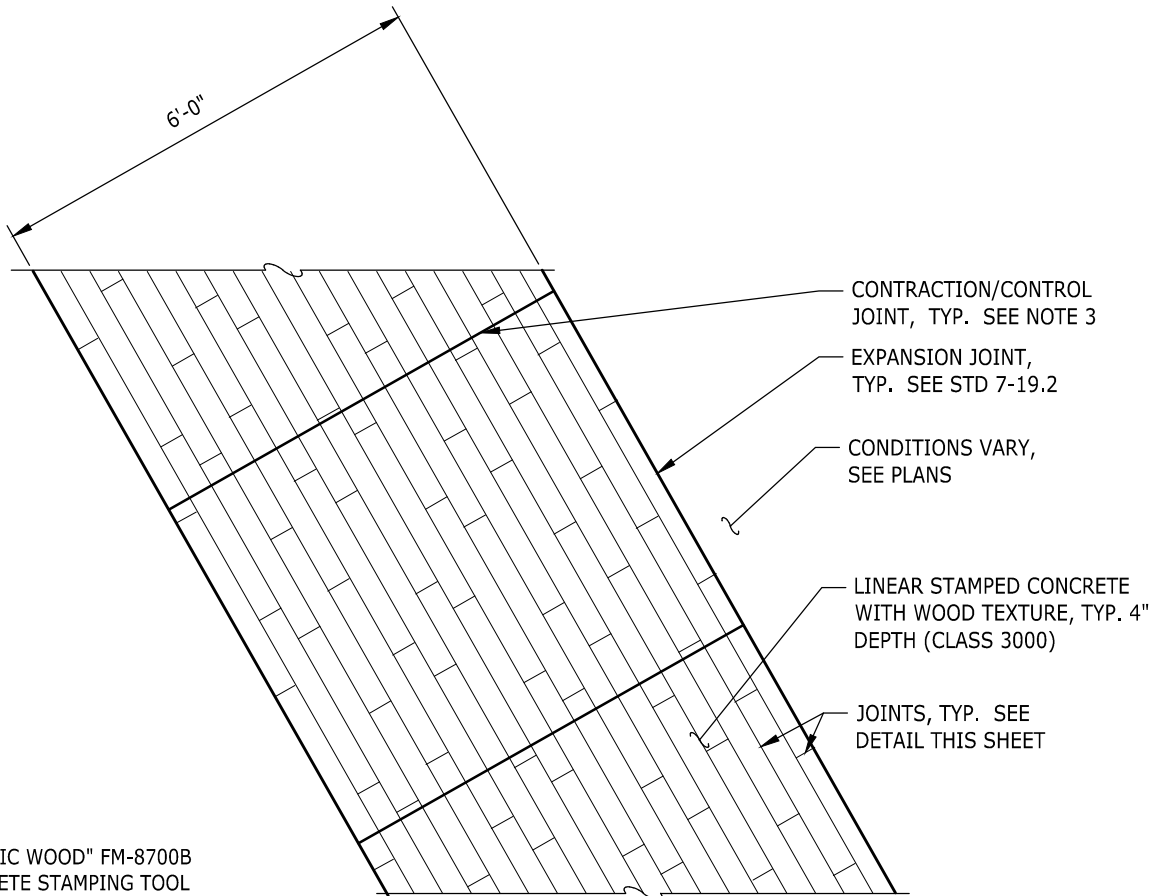 6'-0"
CONTRACTION/CONTROL
JOINT, TYP. SEE NOTE 3
EXPANSION JOINT,
TYP. SEE STD 7-19.2
CONDITIONS VARY,
SEE PLANS
LINEAR STAMPED CONCRETE
WITH WOOD TEXTURE, TYP. 4"
DEPTH (CLASS 3000)
JOINTS, TYP. SEE
DETAIL THIS SHEET
IC WOOD" FM-8700B
ETE STAMPING TOOL